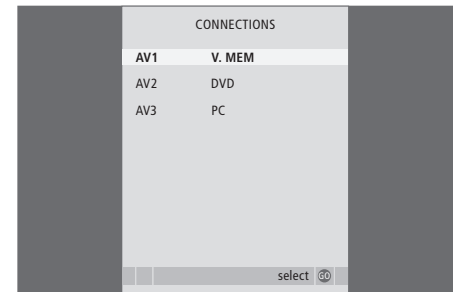 CONNECTIONS
AV1 V. MEM
AV2 DVD
AV3 PC
select GO